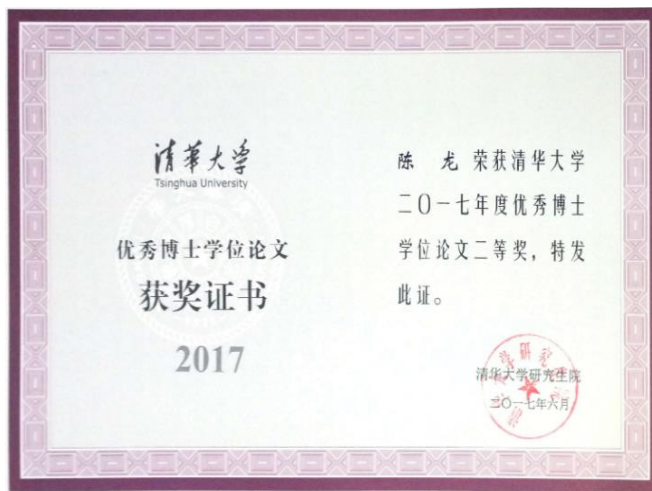 清華大学
Tsinghua University
优秀博士学位论文
获奖证书
2017
陈 龙 荣获清华大学
二〇一七年度优秀博士
学位论文二等奖，特发
此证。
清华大学研究生院
二〇一七年六月